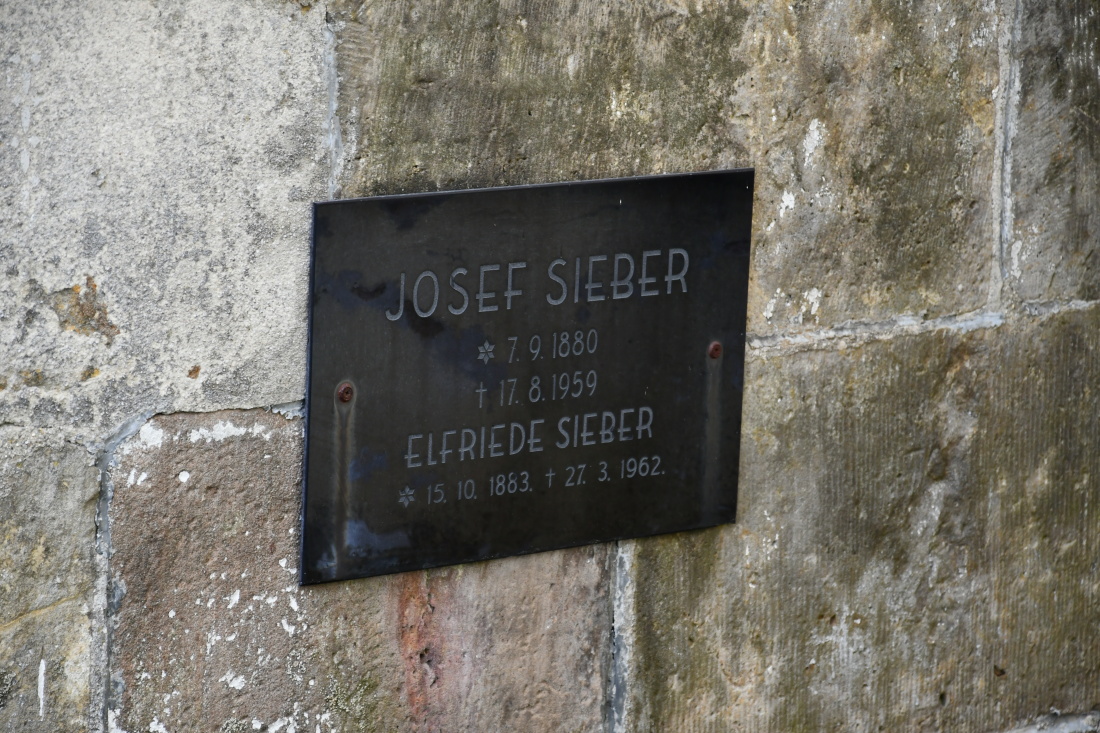 JOSEF SIEBER
* 7. 9. 1880
† 17. 8. 1959
ELFRIEDE SIEBER
* 15. 10. 1883. † 27. 3. 1962.